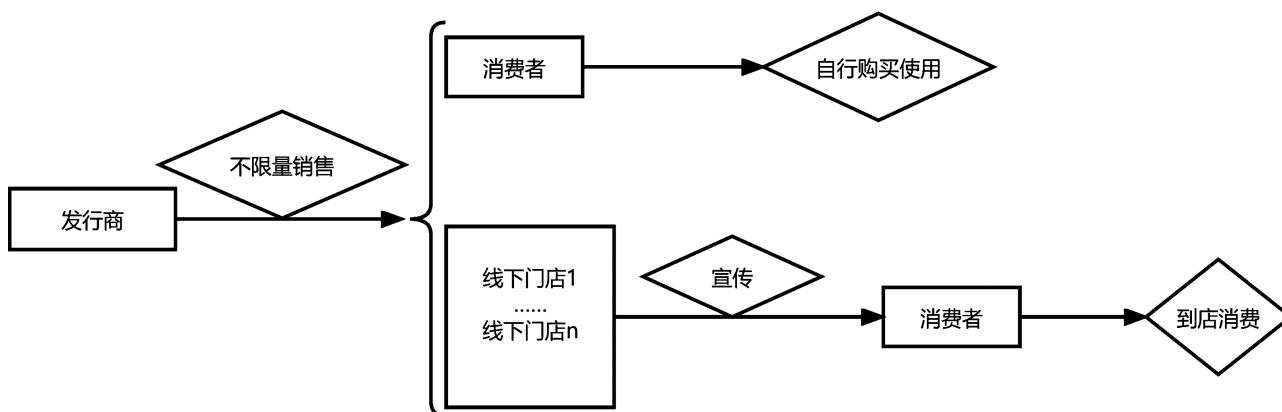 消费者
自行购买使用
不限量销售
发行商
线下门店1
……
线下门店n
宣传
消费者
到店消费